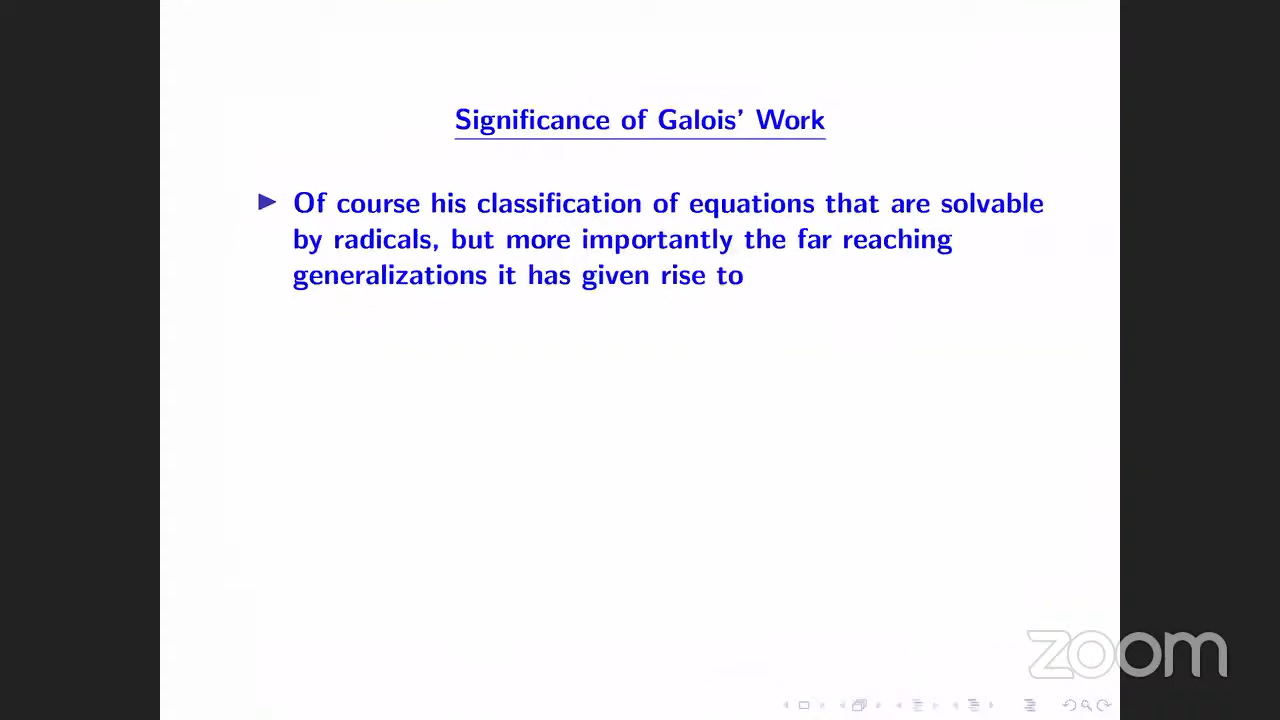 Significance of Galois' Work
▶ Of course his classification of equations that are solvable
by radicals, but more importantly the far reaching
generalizations it has given rise to
zoom